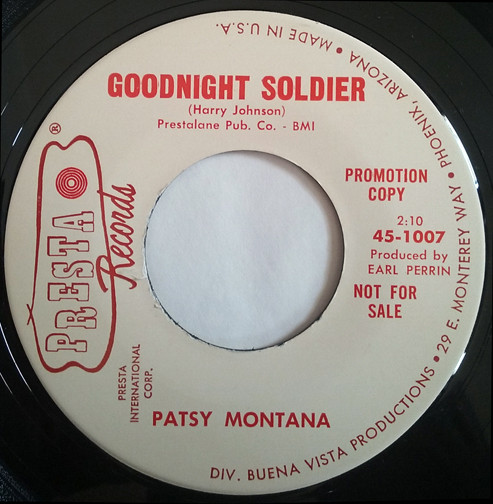 GOODNIGHT SOLDIER
(Harry Johnson)
Prestalane Pub. Co. - BMI
PROMOTION
COPY
2:10
45-1007
Produced by
EARL PERRIN
NOT FOR
SALE
®
PRESTA
Records
PRESTA
INTERNATIONAL
CORP.
PATSY MONTANA
DIV. BUENA VISTA PRODUCTIONS • 29 E. MONTEREY WAY • PHOENIX, ARIZONA • MADE IN U.S.A.